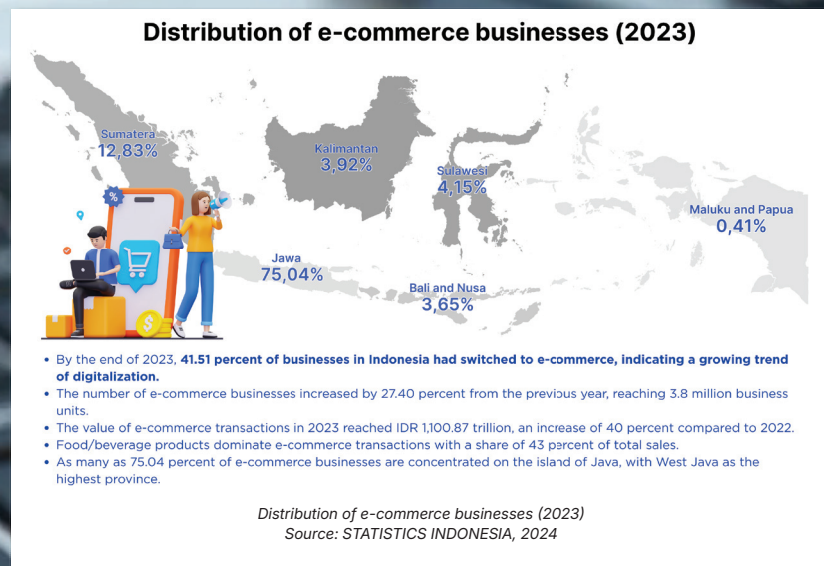 Distribution of e-commerce businesses (2023)
Sumatera
12,83%
Kalimantan
3,92%
Sulawesi
4,15%
Maluku and Papua
0,41%
Jawa
75,04%
Bali and Nusa
3,65%
%
$
• By the end of 2023, 41.51 percent of businesses in Indonesia had switched to e-commerce, indicating a growing trend
of digitalization.
• The number of e-commerce businesses increased by 27.40 percent from the previous year, reaching 3.8 million business
units.
• The value of e-commerce transactions in 2023 reached IDR 1,100.87 trillion, an increase of 40 percent compared to 2022.
• Food/beverage products dominate e-commerce transactions with a share of 43 percent of total sales.
• As many as 75.04 percent of e-commerce businesses are concentrated on the island of Java, with West Java as the
highest province.
Distribution of e-commerce businesses (2023)
Source: STATISTICS INDONESIA, 2024